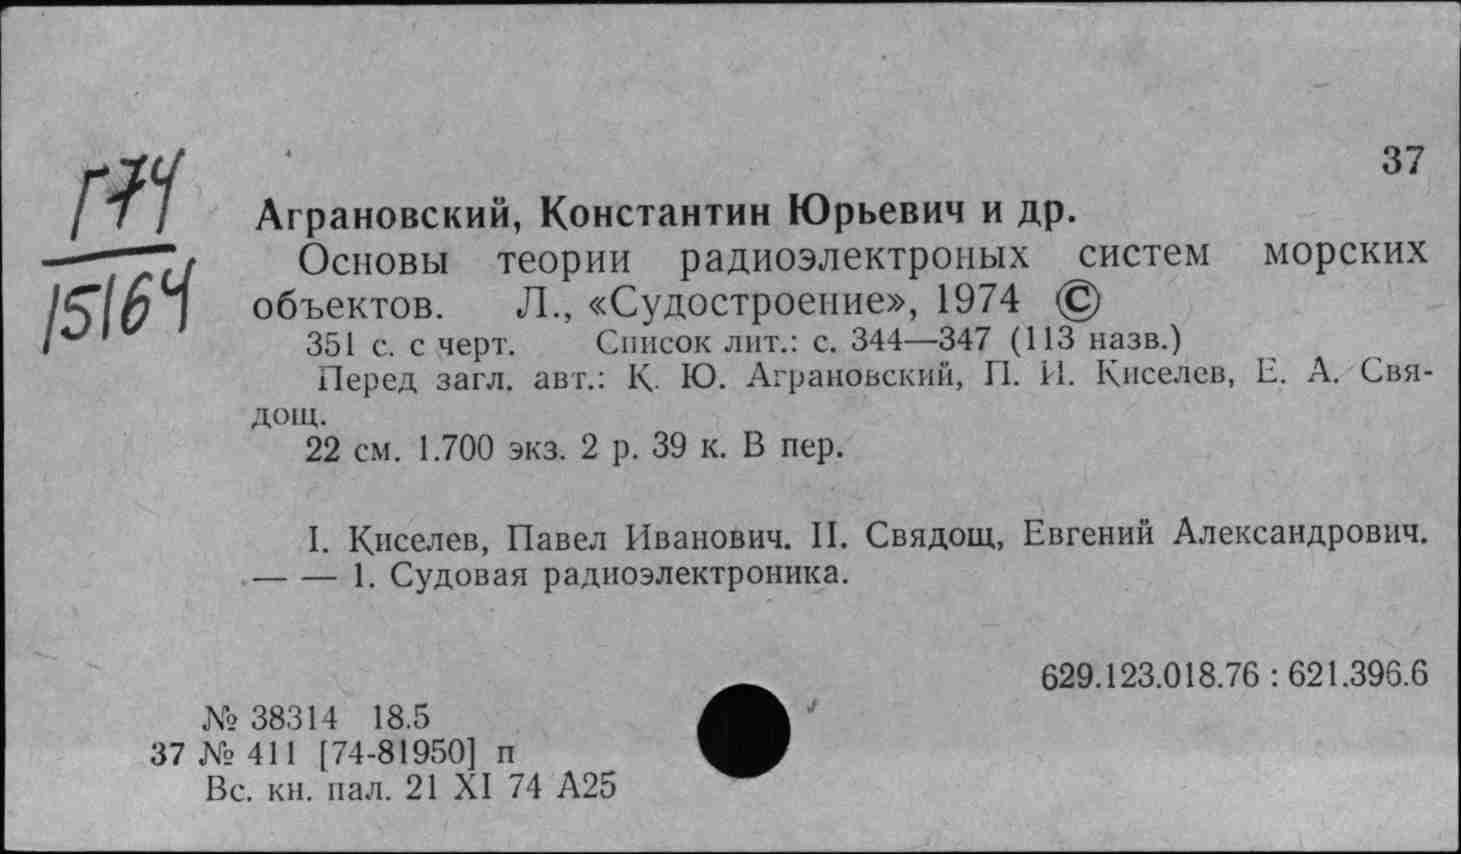 37
Г74
15164
Аграновский, Константин Юрьевич и др.
Основы теории радиоэлектроных систем морских
объектов. Л., «Судостроение», 1974 ©
351 с. с черт. Список лит.: с. 344—347 (113 назв.)
Перед загл. авт.: К. Ю. Аграновский, П. И. Киселев, Е. А. Свя-
дощ.
22 см. 1.700 экз. 2 р. 39 к. В пер.
I. Киселев, Павел Иванович. II. Свядощ, Евгений Александрович.
— — 1. Судовая радиоэлектроника.
629.123.018.76 : 621.396.6
№ 38314 18.5
37 № 411 [74-81950] п
Вс. кн. пал. 21 XI 74 А25